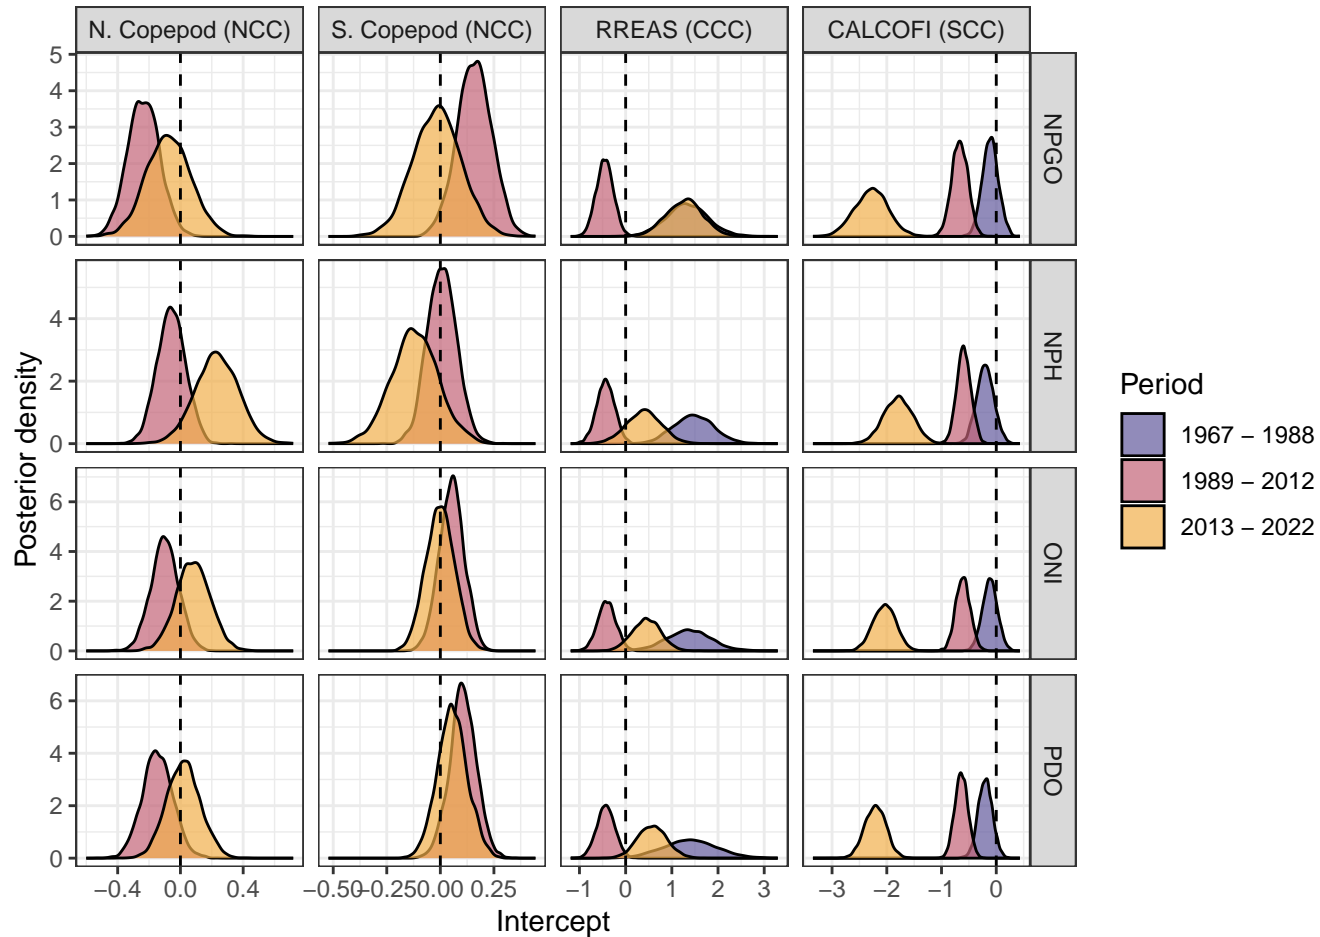 N. Copepod (NCC) S. Copepod (NCC) RREAS (CCC) CALCOFI (SCC)
Posterior density
5
4
3
2
1
0
NPGO
4
2
0
NPH
6
4
2
0
ONI
6
4
2
0
PDO
−0.4 0.0 0.4 −0.50 −0.25 0.00 0.25 −1 0 1 2 3 −3 −2 −1 0
Intercept
Period
1967 − 1988
1989 − 2012
2013 − 2022